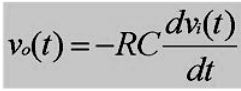 vₒ(t) = −RC dvᵢ(t)/dt